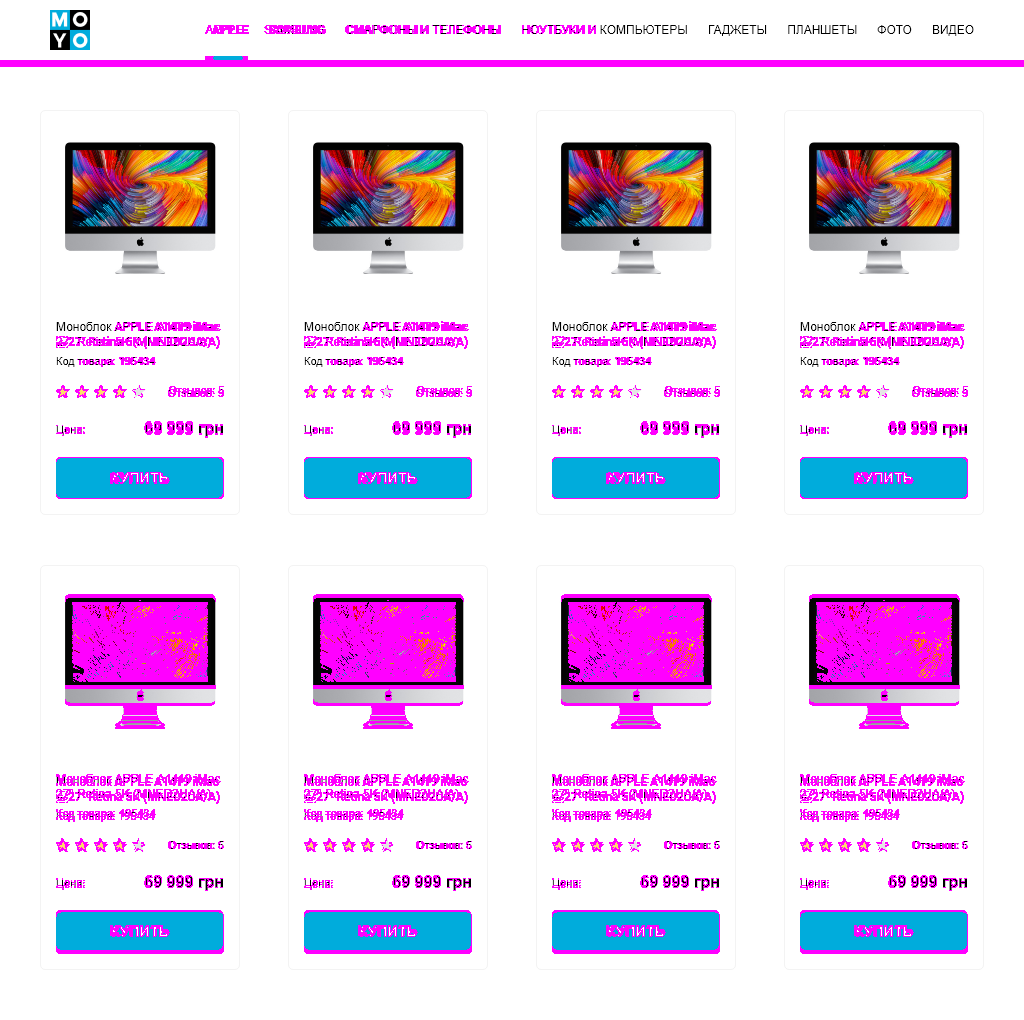 MOYO
APPLE SAMSUNG СМАРФОНЫ И ТЕЛЕФОНЫ НОУТБУКИ И КОМПЬЮТЕРЫ ГАДЖЕТЫ ПЛАНШЕТЫ ФОТО ВИДЕО
Моноблок APPLE A1419 iMac
27" Retina 5K (MNED2UA/A)
Код товара: 195434
Отзывов: 5
Цена: 69 999 грн
КУПИТЬ
Моноблок APPLE A1419 iMac
27" Retina 5K (MNED2UA/A)
Код товара: 195434
Отзывов: 5
Цена: 69 999 грн
КУПИТЬ
Моноблок APPLE A1419 iMac
27" Retina 5K (MNED2UA/A)
Код товара: 195434
Отзывов: 5
Цена: 69 999 грн
КУПИТЬ
Моноблок APPLE A1419 iMac
27" Retina 5K (MNED2UA/A)
Код товара: 195434
Отзывов: 5
Цена: 69 999 грн
КУПИТЬ
Моноблок APPLE A1419 iMac
27" Retina 5K (MNED2UA/A)
Код товара: 195434
Отзывов: 5
Цена: 69 999 грн
КУПИТЬ
Моноблок APPLE A1419 iMac
27" Retina 5K (MNED2UA/A)
Код товара: 195434
Отзывов: 5
Цена: 69 999 грн
КУПИТЬ
Моноблок APPLE A1419 iMac
27" Retina 5K (MNED2UA/A)
Код товара: 195434
Отзывов: 5
Цена: 69 999 грн
КУПИТЬ
Моноблок APPLE A1419 iMac
27" Retina 5K (MNED2UA/A)
Код товара: 195434
Отзывов: 5
Цена: 69 999 грн
КУПИТЬ